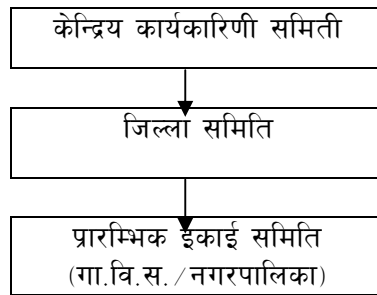 केन्द्रिय कार्यकारिणी समिती
जिल्ला समिति
प्रारम्भिक ईकाई समिति
(गा.वि.स./नगरपालिका)